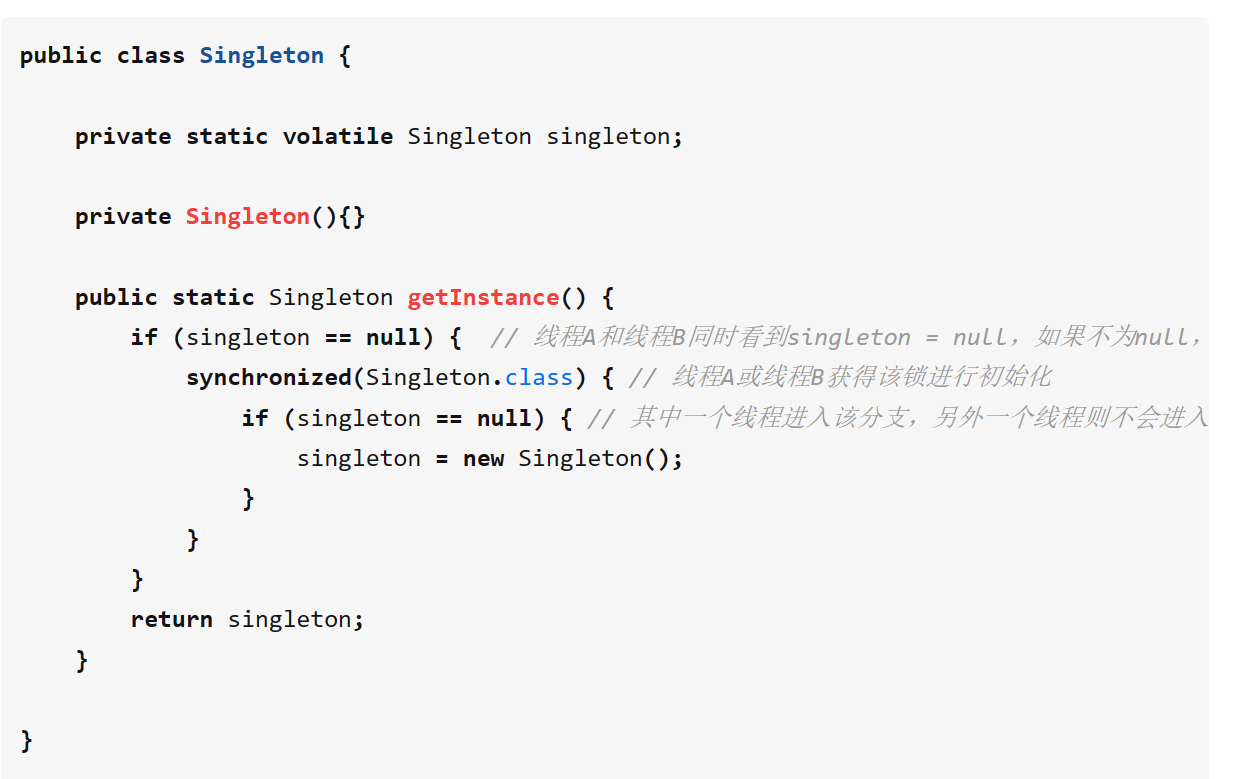 public class Singleton {
private static volatile Singleton singleton;
private Singleton(){}
public static Singleton getInstance() {
if (singleton == null) { // 线程A和线程B同时看到singleton = null，如果不为null，
synchronized(Singleton.class) { // 线程A或线程B获得该锁进行初始化
if (singleton == null) { // 其中一个线程进入该分支，另外一个线程则不会进入
singleton = new Singleton();
}
}
}
return singleton;
}
}